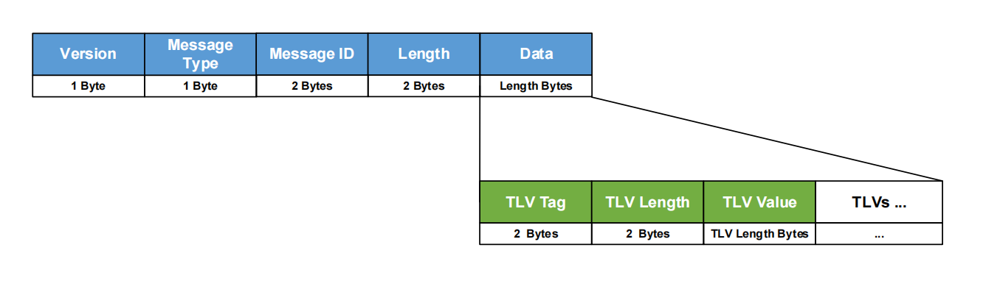 Version
Message
Type
Message ID
Length
Data
1 Byte
1 Byte
2 Bytes
2 Bytes
Length Bytes
TLV Tag
TLV Length
TLV Value
TLVs ...
2 Bytes
2 Bytes
TLV Length Bytes
...